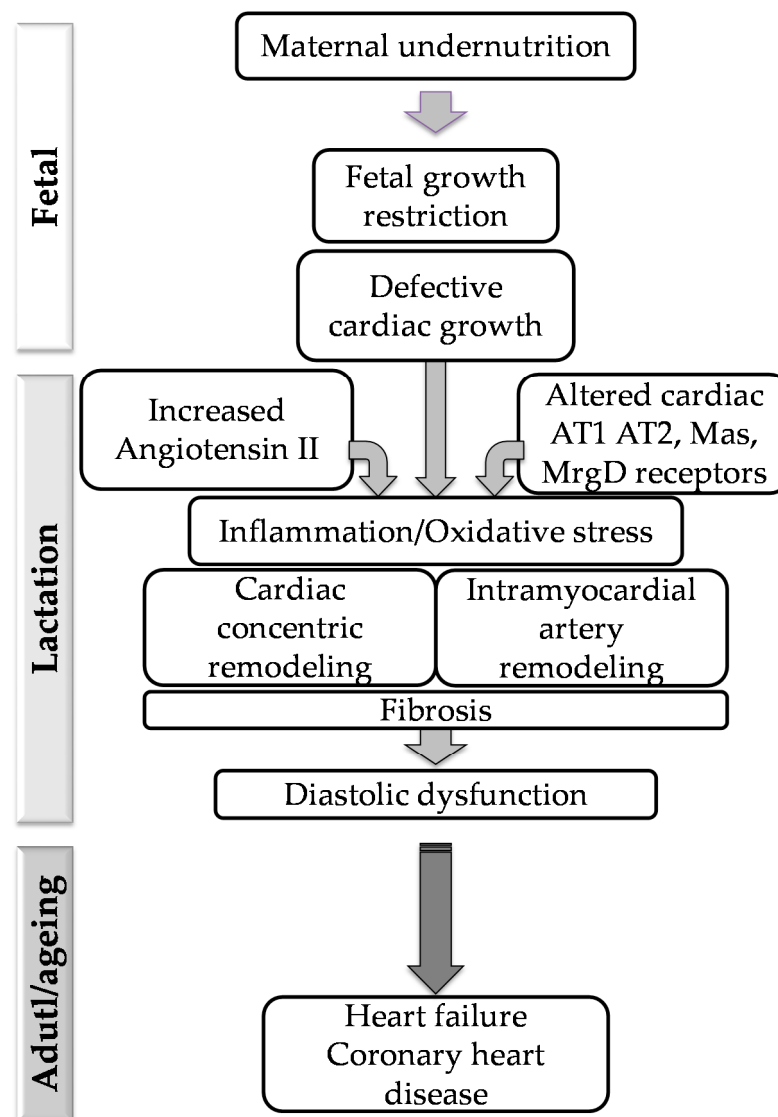 Fetal
Maternal undernutrition
Fetal growth
restriction
Defective
cardiac growth
Lactation
Increased
Angiotensin II
Altered cardiac
AT1 AT2, Mas,
MrgD receptors
Inflammation/Oxidative stress
Cardiac
concentric
remodeling
Intramyocardial
artery
remodeling
Fibrosis
Diastolic dysfunction
Adutl/ageing
Heart failure
Coronary heart
disease